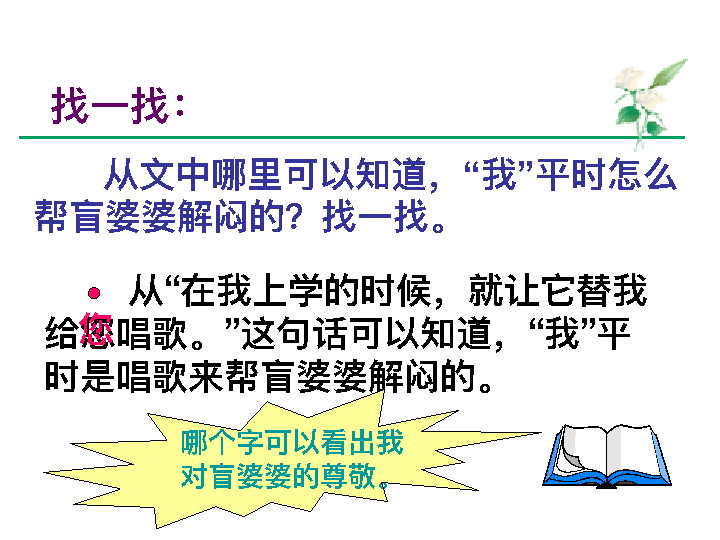 找一找：
从文中哪里可以知道，“我”平时怎么
帮盲婆婆解闷的？找一找。
• 从“在我上学的时候，就让它替我
给您唱歌。”这句话可以知道，“我”平
时是唱歌来帮盲婆婆解闷的。
哪个字可以看出我
对盲婆婆的尊敬。